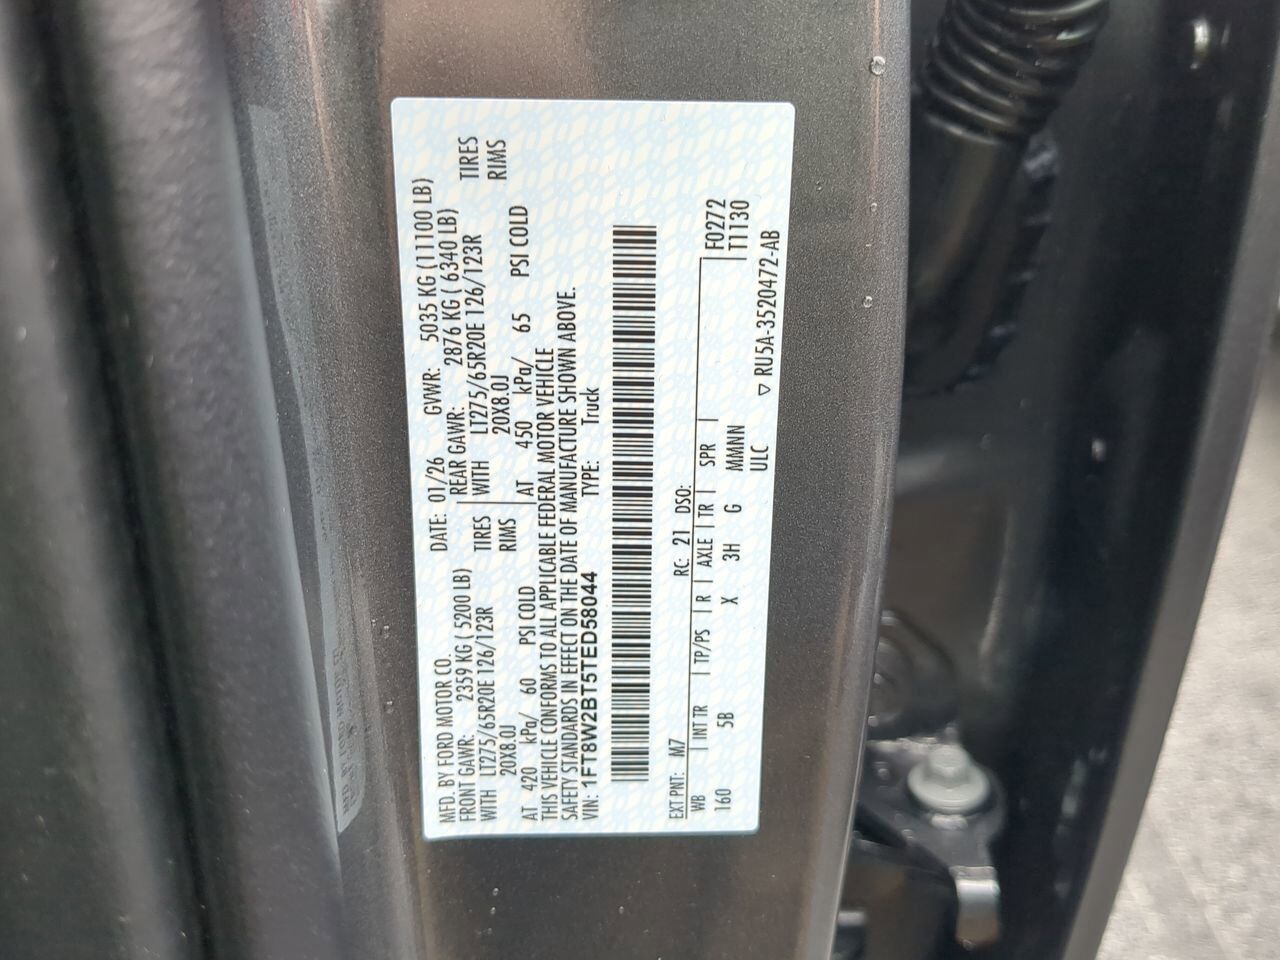 MFD. BY FORD MOTOR CO. DATE: 01/26 GVWR: 5035 KG (11100 LB)
FRONT GAWR: 2359 KG ( 5200 LB) REAR GAWR: 2876 KG ( 6340 LB)
WITH LT275/65R20E 126/123R TIRES WITH LT275/65R20E 126/123R TIRES
20X8.0J RIMS 20X8.0J RIMS
AT 420 kPa/ 60 PSI COLD AT 450 kPa/ 65 PSI COLD
THIS VEHICLE CONFORMS TO ALL APPLICABLE FEDERAL MOTOR VEHICLE
SAFETY STANDARDS IN EFFECT ON THE DATE OF MANUFACTURE SHOWN ABOVE.
VIN: 1FT8W2BT5TED58044 TYPE: Truck
EXT PNT: M7 RC: 21 DSO:
WB INT TR TP/PS R AXLE TR SPR F0272
160 5B X 3H G MMNNN T1130
ULC ▽ RU5A-3520472-AB